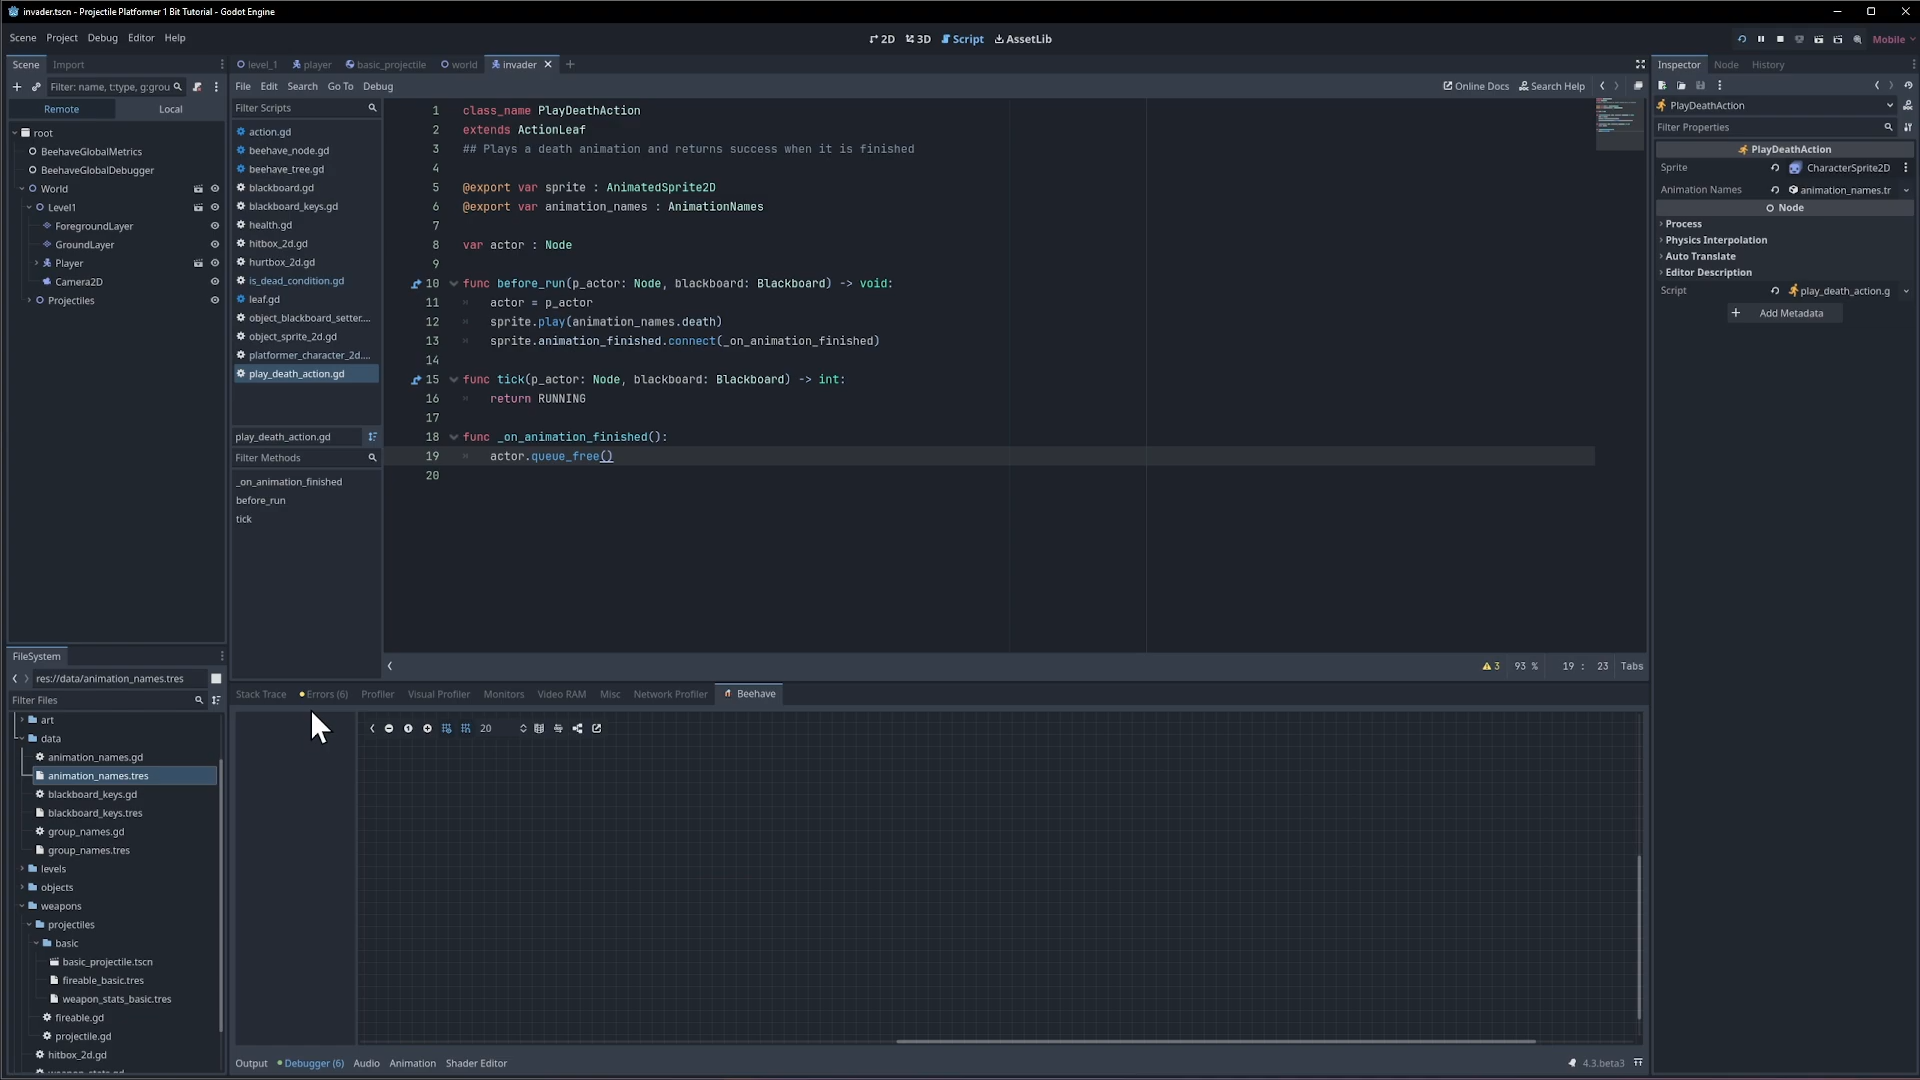 invader.tscn - Projectile Platformer 1 Bit Tutorial - Godot Engine
Scene Project Debug Editor Help
2D 3D Script AssetLib
Mobile
Scene Import
level_1 player basic_projectile world invader
Inspector Node History
Filter: name, t:type, g:grou
File Edit Search Go To Debug
Online Docs Search Help
Remote Local
Filter Scripts
PlayDeathAction
Filter Properties
root
BeehaveGlobalMetrics
BeehaveGlobalDebugger
World
Level1
ForegroundLayer
GroundLayer
Player
Camera2D
Projectiles
action.gd
beehave_node.gd
beehave_tree.gd
blackboard.gd
blackboard_keys.gd
health.gd
hitbox_2d.gd
hurtbox_2d.gd
is_dead_condition.gd
leaf.gd
object_blackboard_setter....
object_sprite_2d.gd
platformer_character_2d....
play_death_action.gd
play_death_action.gd
Filter Methods
_on_animation_finished
before_run
tick
1 class_name PlayDeathAction
2 extends ActionLeaf
3 ## Plays a death animation and returns success when it is finished
4
5 @export var sprite : AnimatedSprite2D
6 @export var animation_names : AnimationNames
7
8 var actor : Node
9
10 func before_run(p_actor: Node, blackboard: Blackboard) -> void:
11 actor = p_actor
12 sprite.play(animation_names.death)
13 sprite.animation_finished.connect(_on_animation_finished)
14
15 func tick(p_actor: Node, blackboard: Blackboard) -> int:
16 return RUNNING
17
18 func _on_animation_finished():
19 actor.queue_free()
20
3 93 % 19 : 23 Tabs
PlayDeathAction
Sprite CharacterSprite2D
Animation Names animation_names.tr
Node
Process
Physics Interpolation
Auto Translate
Editor Description
Script play_death_action.g
Add Metadata
FileSystem
res://data/animation_names.tres
Filter Files
art
data
animation_names.gd
animation_names.tres
blackboard_keys.gd
blackboard_keys.tres
group_names.gd
group_names.tres
levels
objects
weapons
projectiles
basic
basic_projectile.tscn
fireable_basic.tres
weapon_stats_basic.tres
fireable.gd
projectile.gd
hitbox_2d.gd
Stack Trace Errors (6) Profiler Visual Profiler Monitors Video RAM Misc Network Profiler Beehave
20
Output Debugger (6) Audio Animation Shader Editor
4.3.beta3